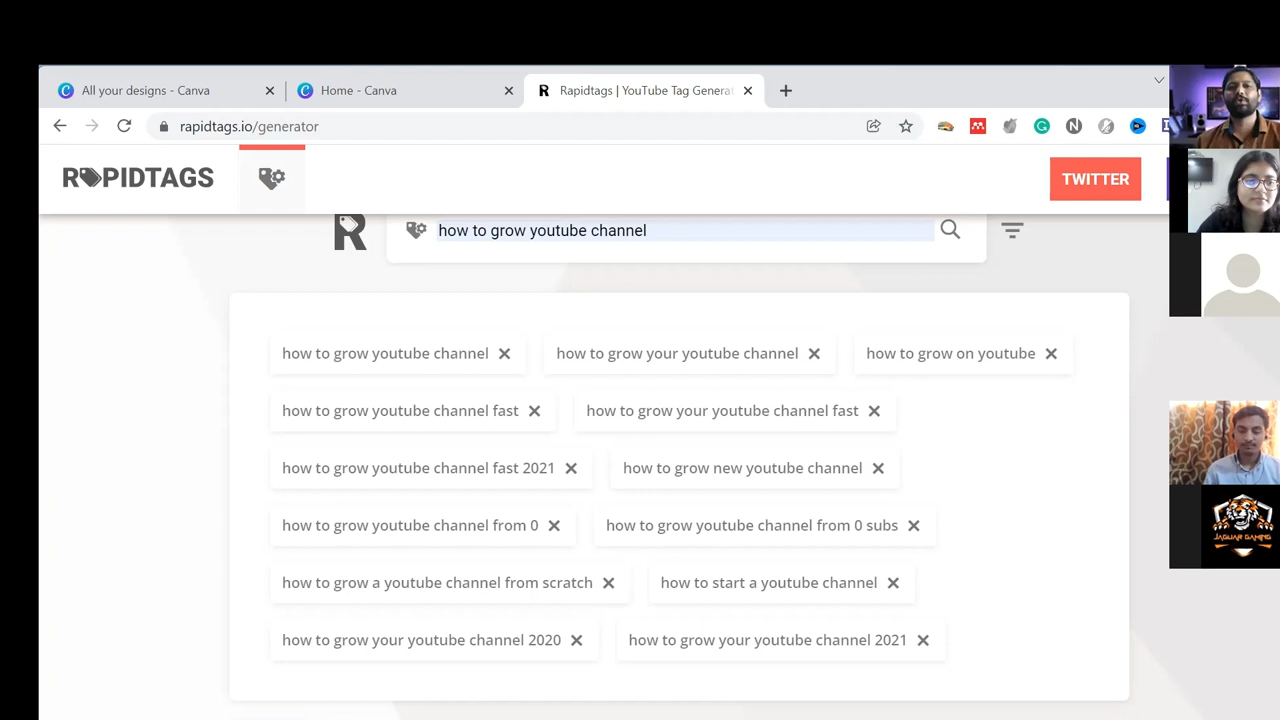 All your designs - Canva
Home - Canva
Rapidtags | YouTube Tag Generat
rapidtags.io/generator
RAPIDTAGS
TWITTER
how to grow youtube channel
how to grow youtube channel
how to grow your youtube channel
how to grow on youtube
how to grow youtube channel fast
how to grow your youtube channel fast
how to grow youtube channel fast 2021
how to grow new youtube channel
how to grow youtube channel from 0
how to grow youtube channel from 0 subs
how to grow a youtube channel from scratch
how to start a youtube channel
how to grow your youtube channel 2020
how to grow your youtube channel 2021
JAGUAR GAMING